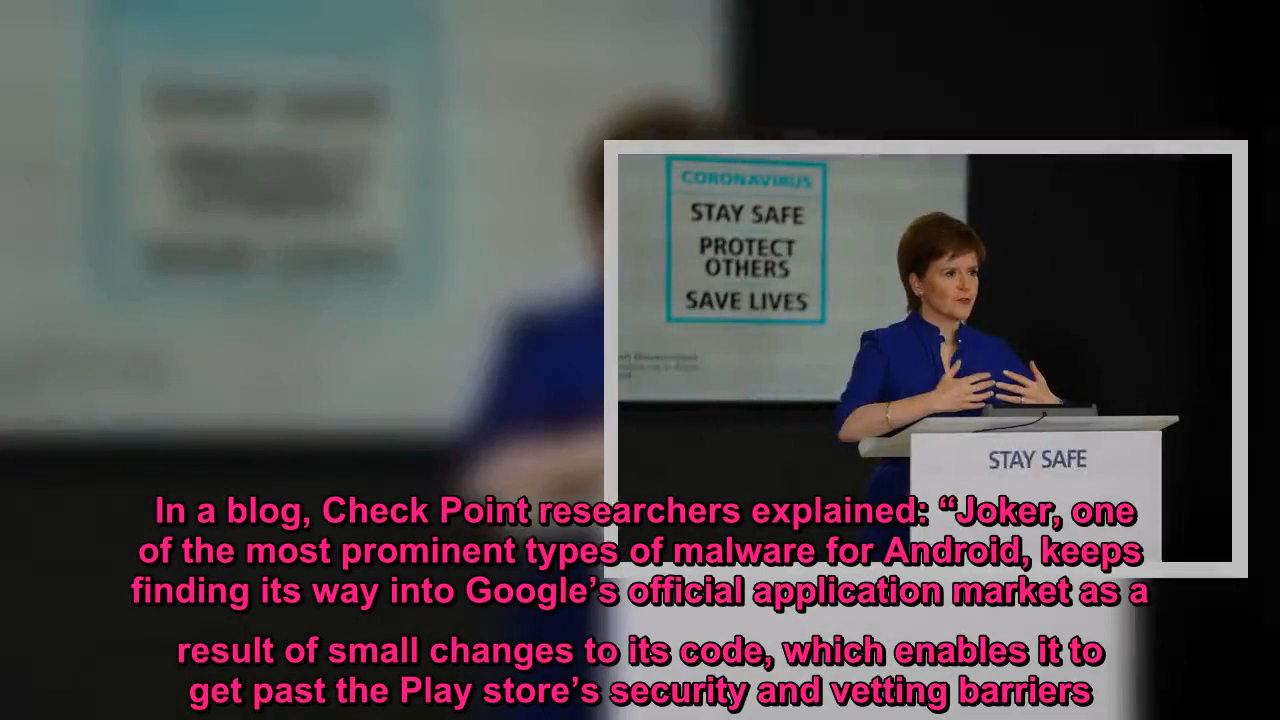 CORONAVIRUS
STAY SAFE
PROTECT
OTHERS
SAVE LIVES
STAY SAFE
In a blog, Check Point researchers explained: “Joker, one
of the most prominent types of malware for Android, keeps
finding its way into Google’s official application market as a
result of small changes to its code, which enables it to
get past the Play store’s security and vetting barriers